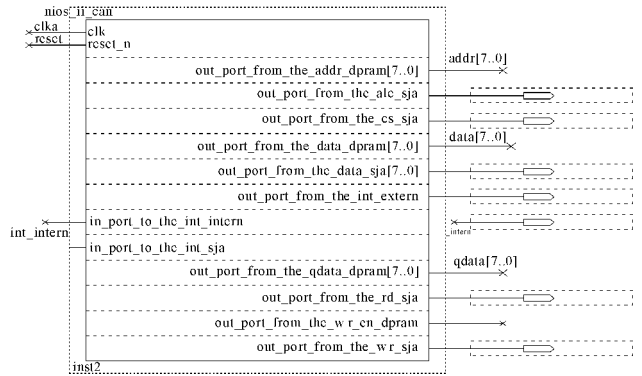 nios_ii_can
clka
clk
reset
reset_n
addr[7..0]
out_port_from_the_addr_dpram[7..0]
out_port_from_the_ale_sja
out_port_from_the_cs_sja
data[7..0]
out_port_from_the_data_dpram[7..0]
out_port_from_the_data_sja[7..0]
out_port_from_the_int_extern
in_port_to_the_int_intern
int_intern
_intern
in_port_to_the_int_sja
qdata[7..0]
out_port_from_the_qdata_dpram[7..0]
out_port_from_the_rd_sja
out_port_from_the_wr_en_dpram
out_port_from_the_wr_sja
inst2